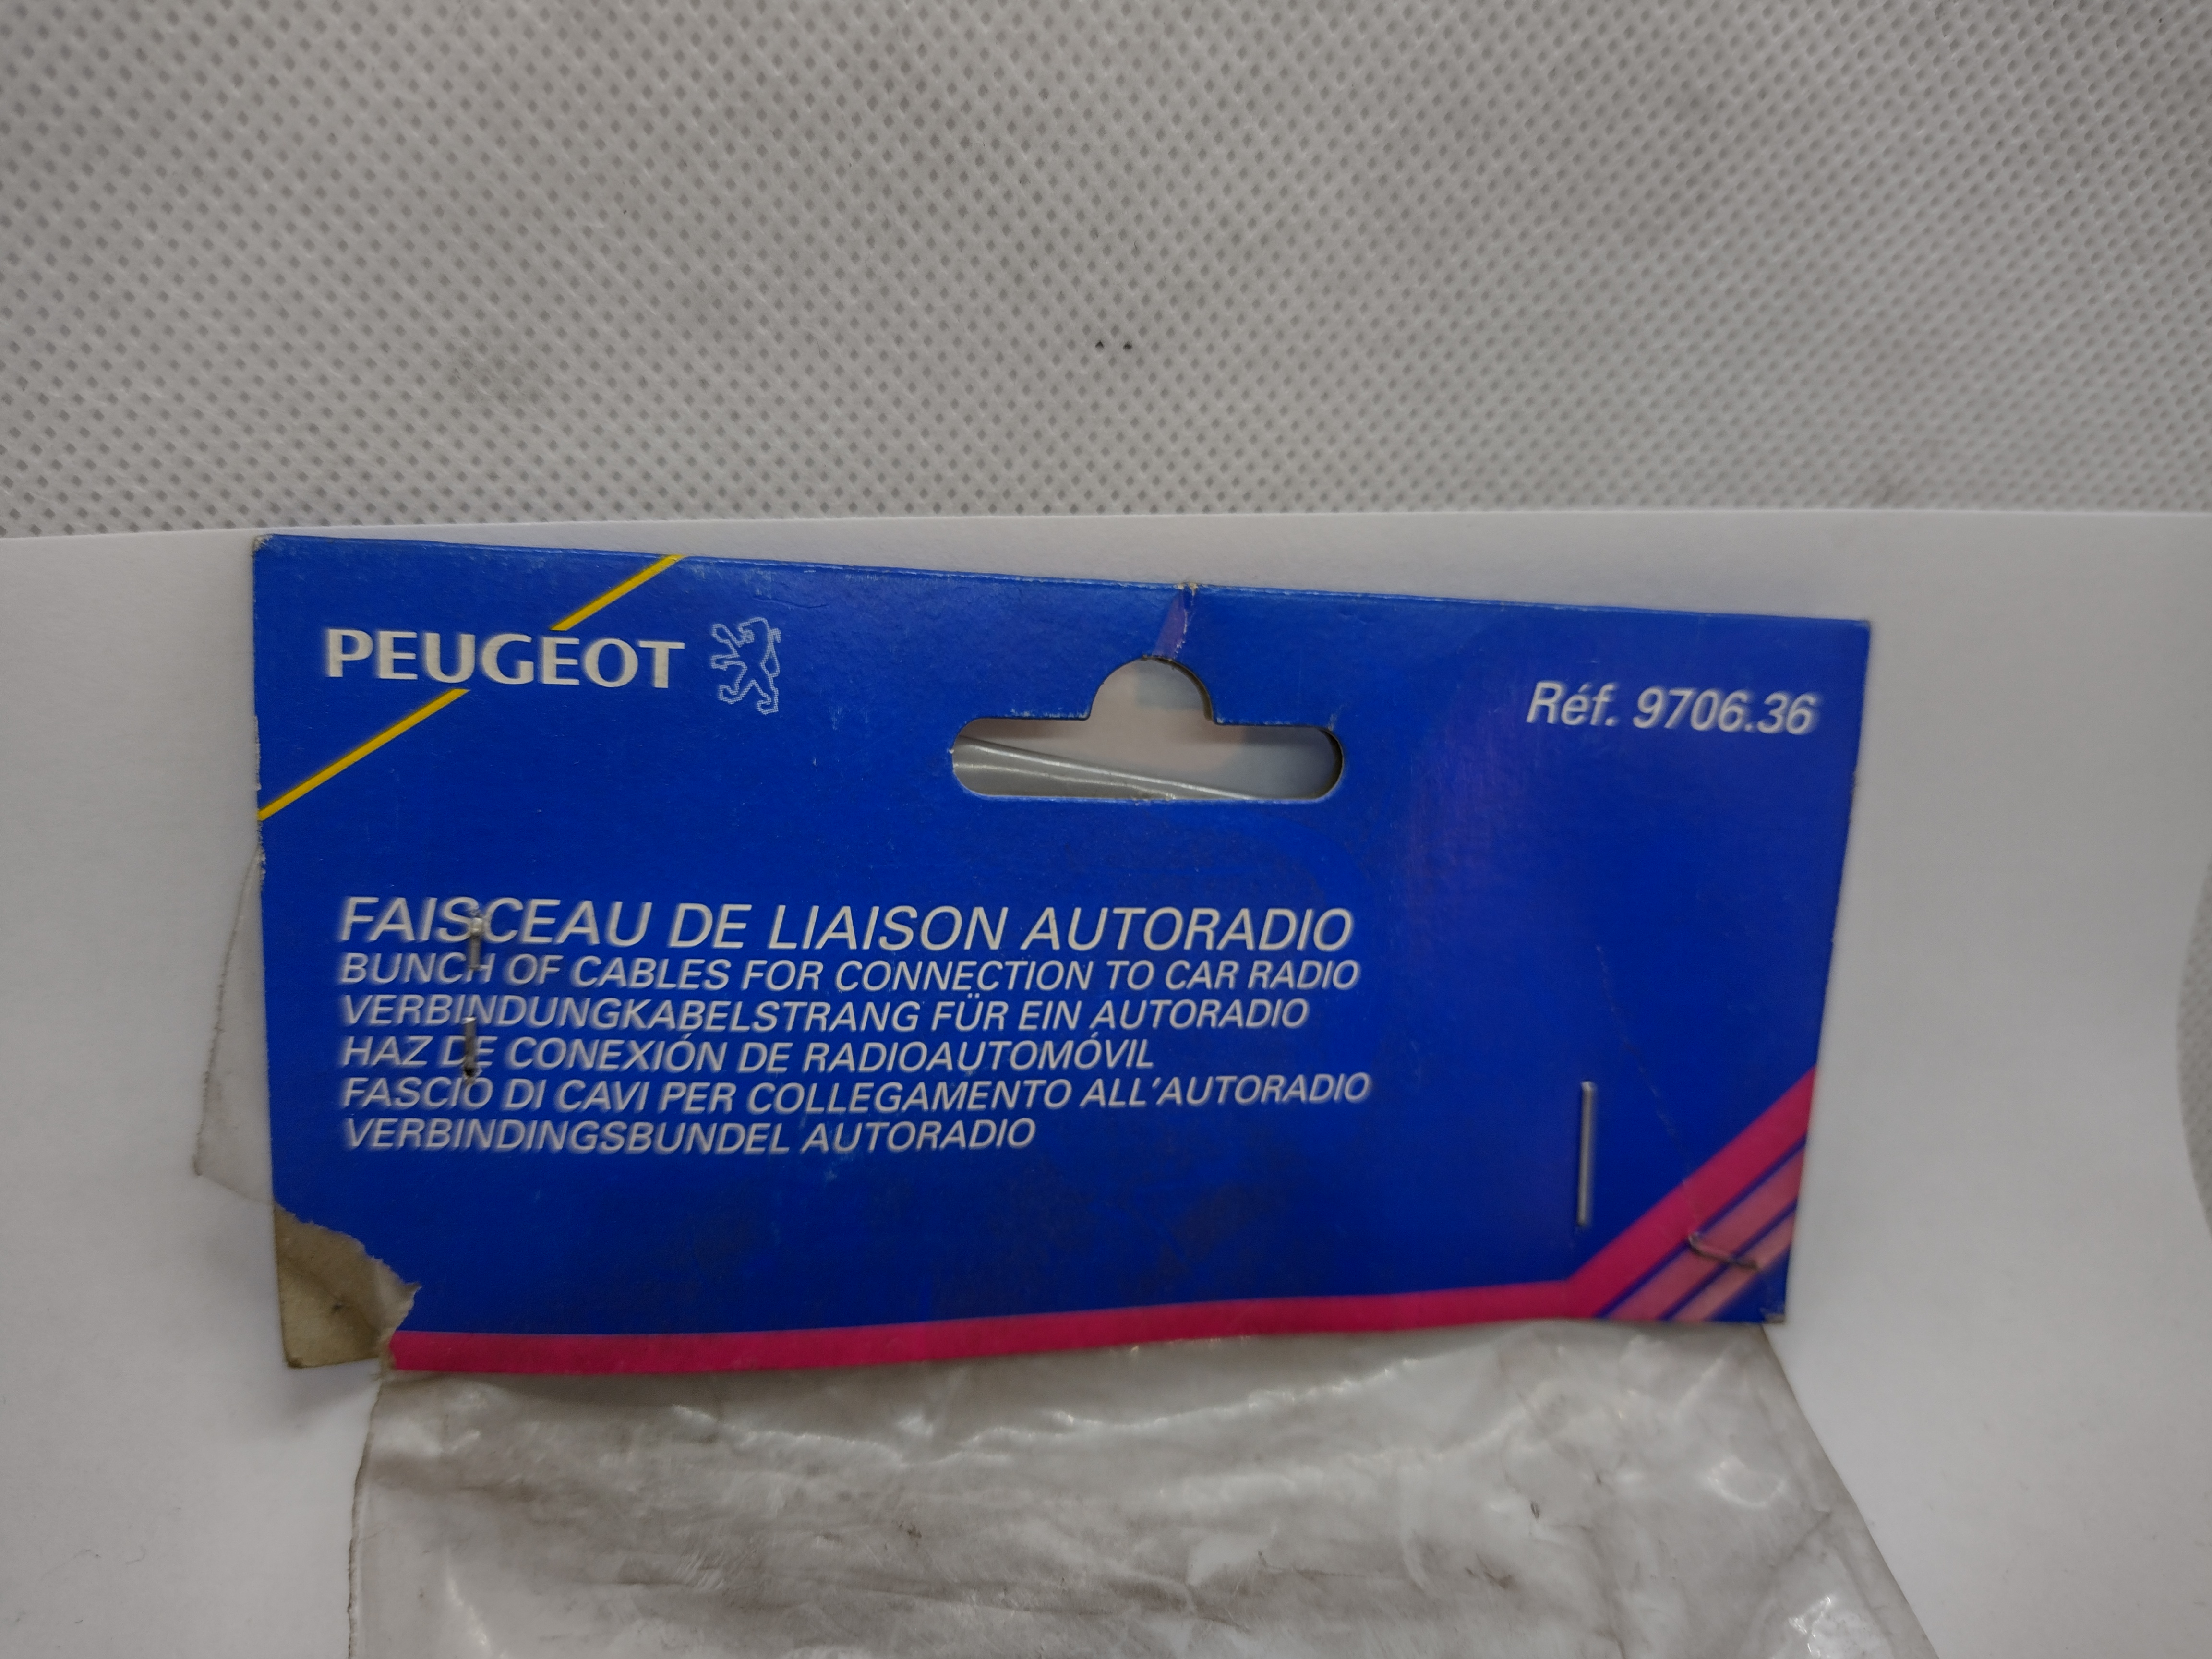 PEUGEOT
Réf. 9706.36
FAISCEAU DE LIAISON AUTORADIO
BUNCH OF CABLES FOR CONNECTION TO CAR RADIO
VERBINDUNGKABELSTRANG FÜR EIN AUTORADIO
HAZ DE CONEXIÓN DE RADIOAUTOMÓVIL
FASCIO DI CAVI PER COLLEGAMENTO ALL'AUTORADIO
VERBINDINGSBUNDEL AUTORADIO